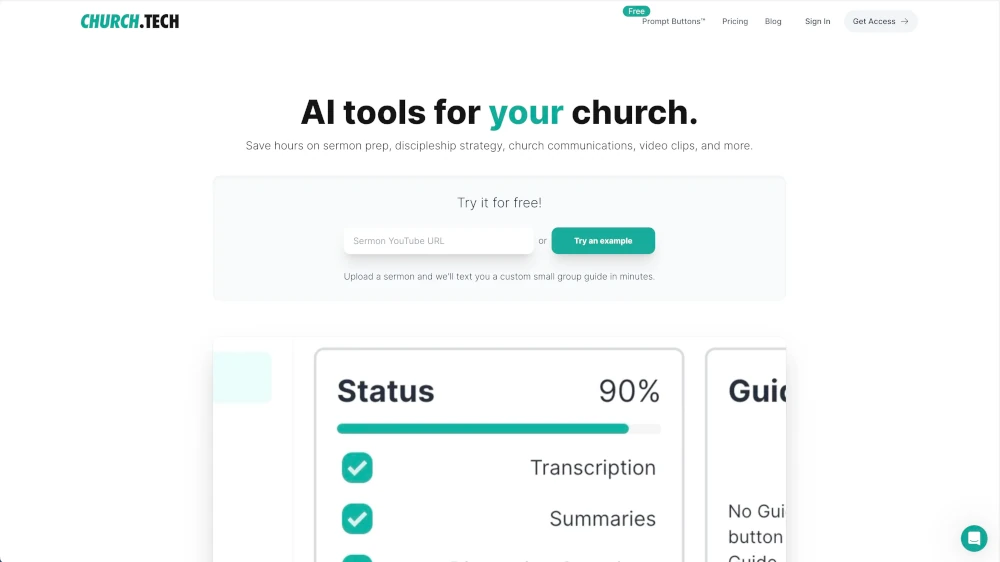 CHURCH.TECH
Free
Prompt Buttons™ Pricing Blog Sign In Get Access →
AI tools for your church.
Save hours on sermon prep, discipleship strategy, church communications, video clips, and more.
Try it for free!
Sermon YouTube URL or Try an example
Upload a sermon and we'll text you a custom small group guide in minutes.
Status 90%
Transcription
Summaries
No
button